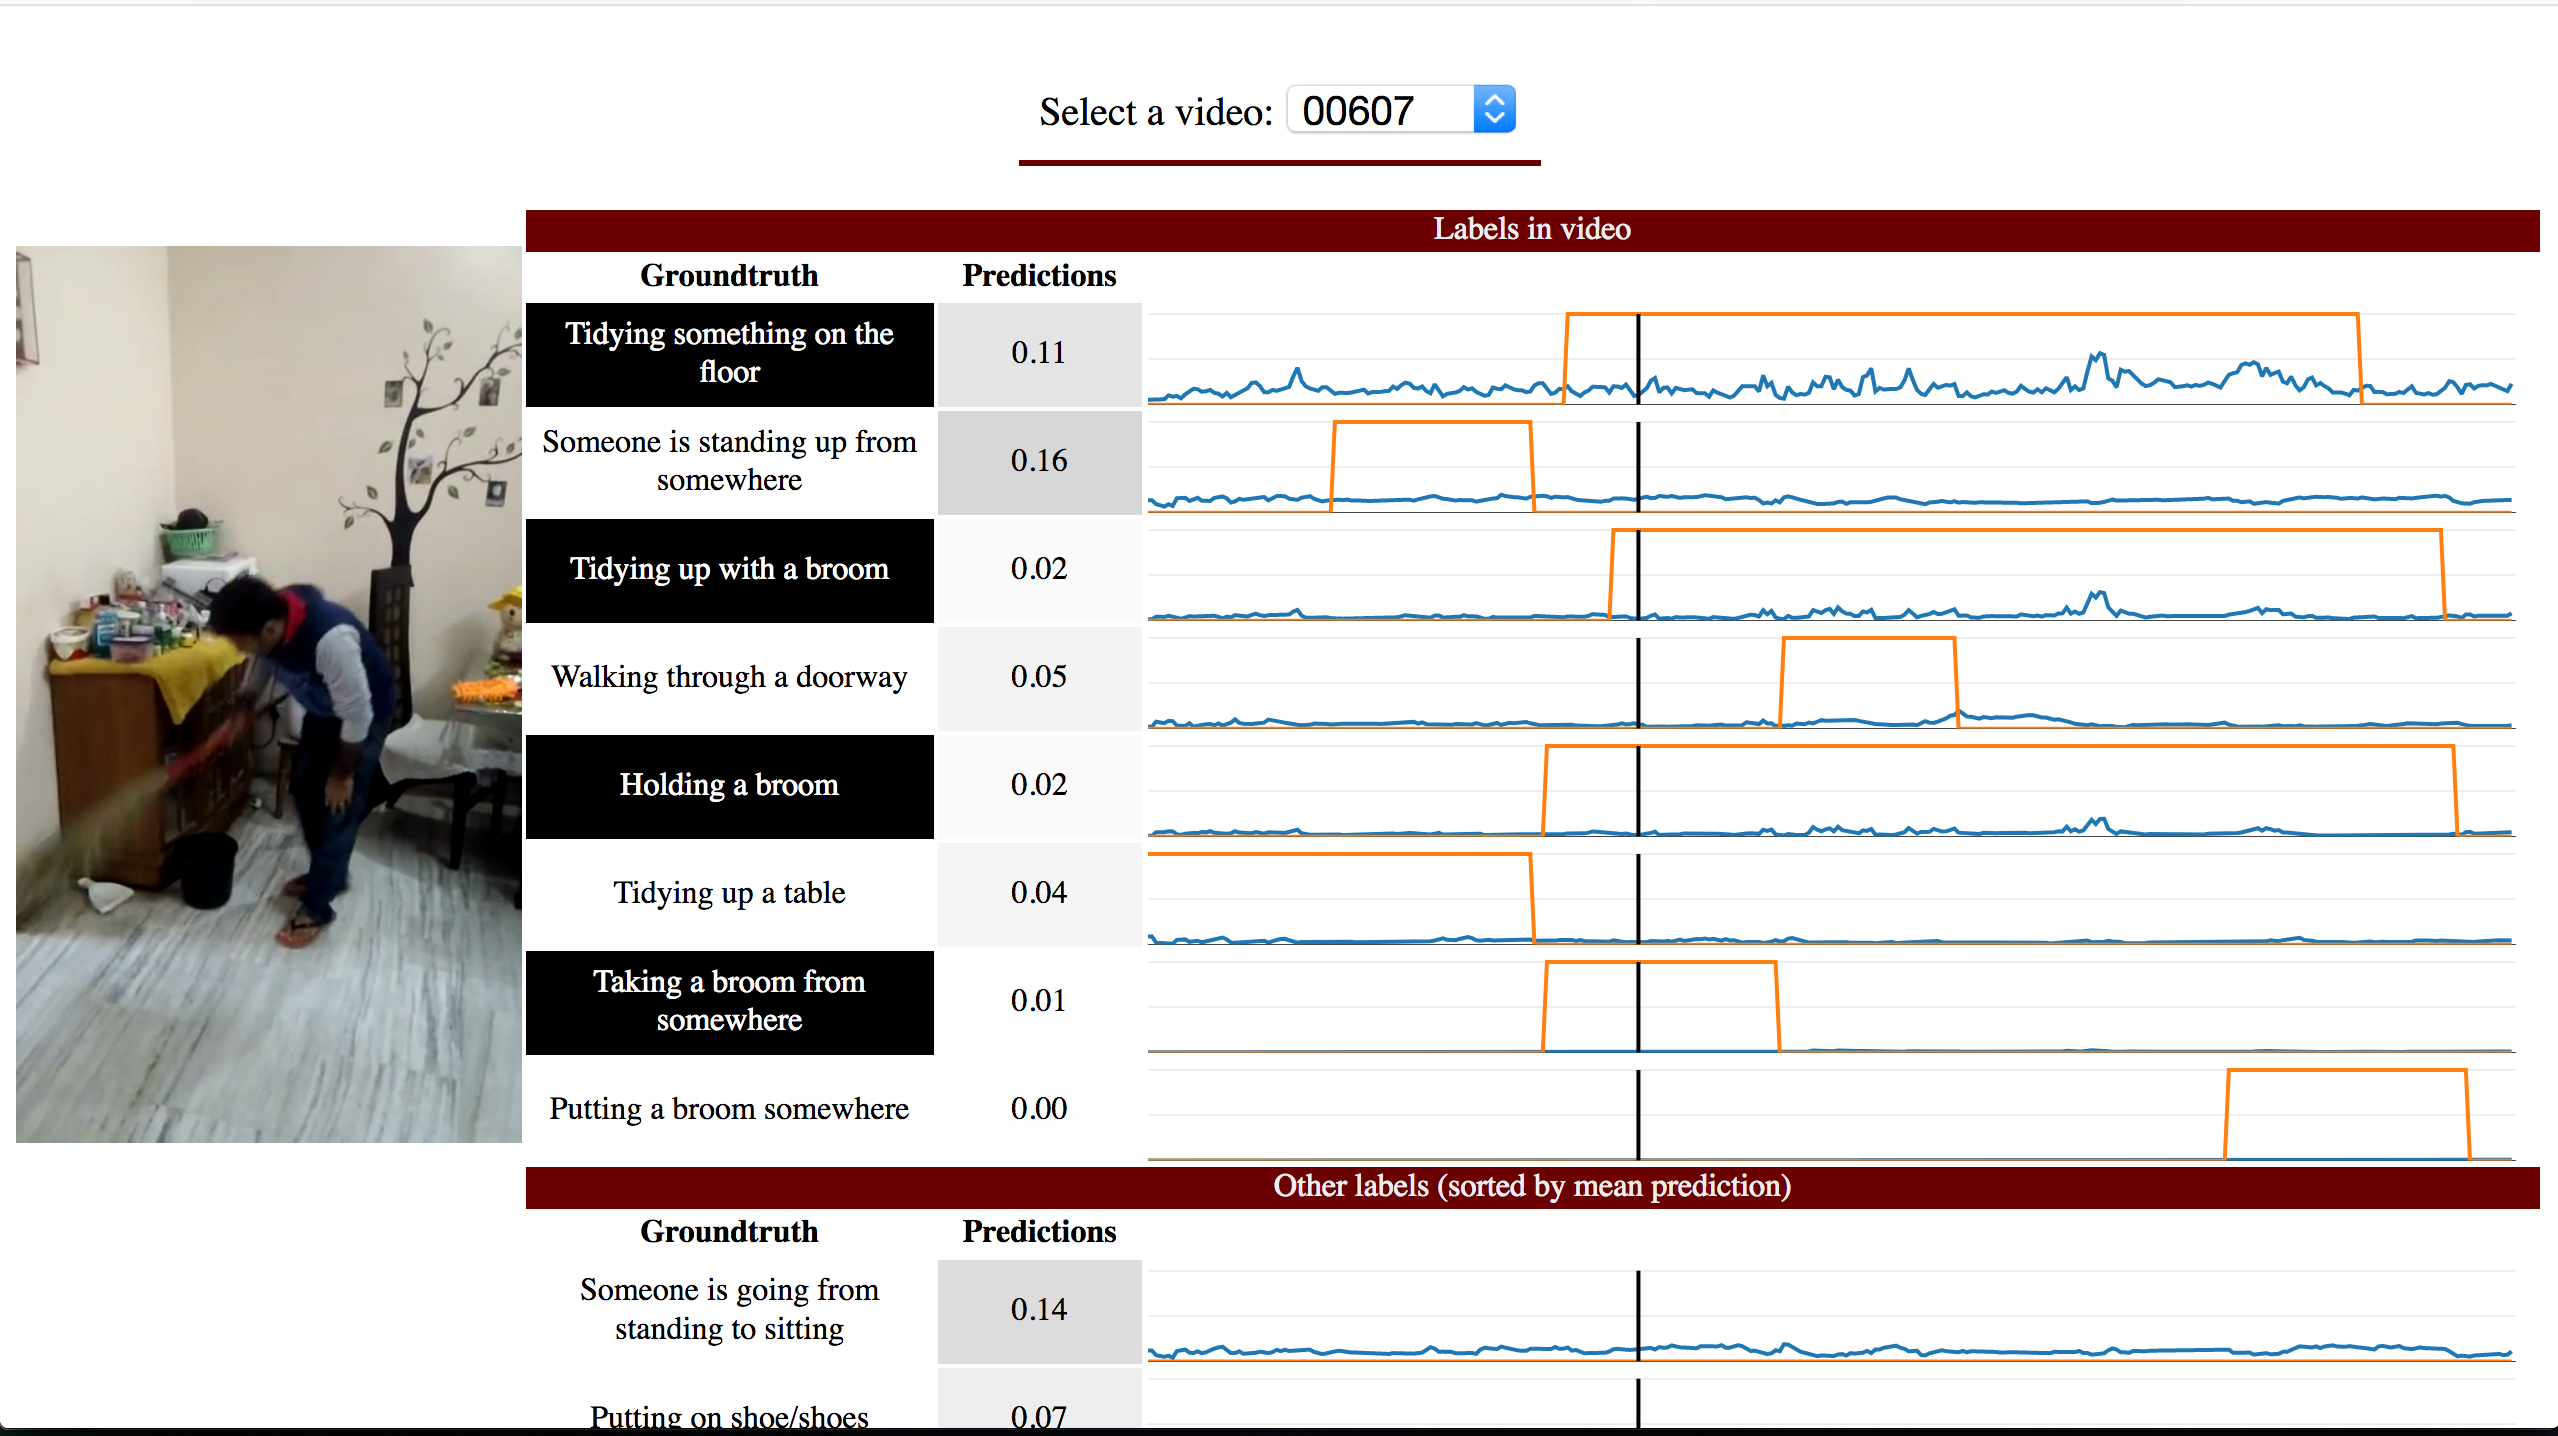 Select a video: 00607
Labels in video
Groundtruth Predictions
Tidying something on the
floor
0.11
Someone is standing up from
somewhere
0.16
Tidying up with a broom 0.02
Walking through a doorway 0.05
Holding a broom 0.02
Tidying up a table 0.04
Taking a broom from
somewhere
0.01
Putting a broom somewhere 0.00
Other labels (sorted by mean prediction)
Groundtruth Predictions
Someone is going from
standing to sitting
0.14
Putting on shoe/shoes 0.07